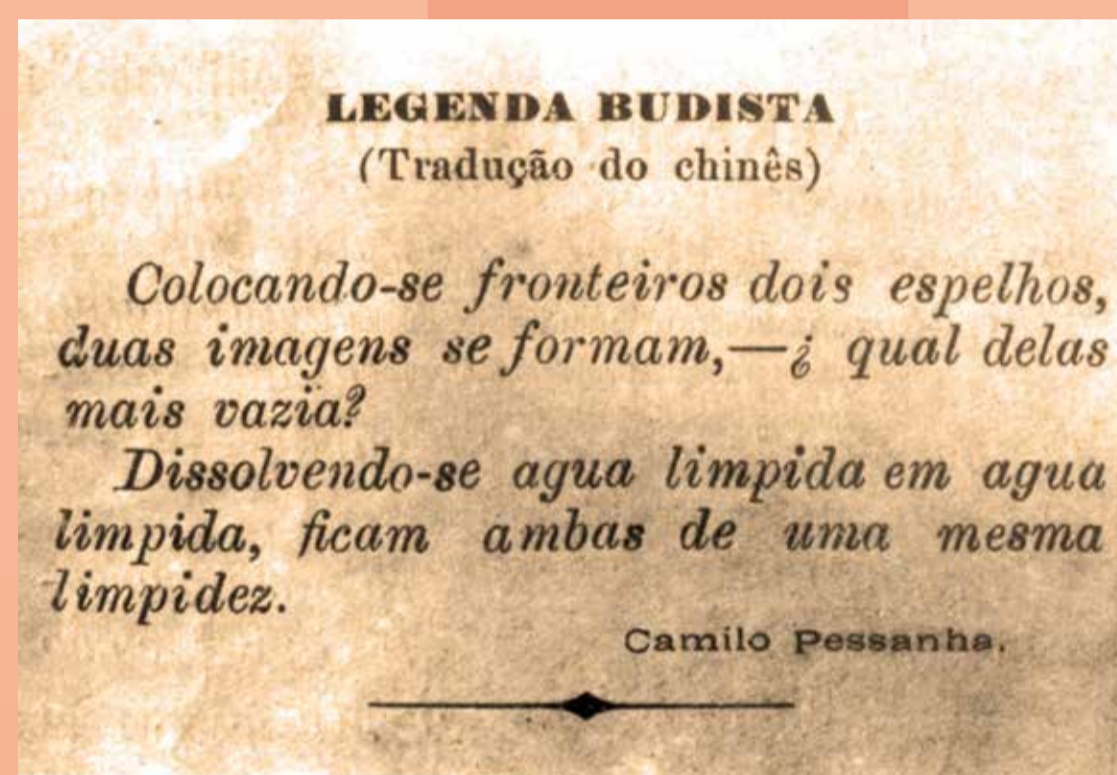 LEGENDA BUDISTA
(Tradução do chinês)
Colocando-se fronteiros dois espelhos,
duas imagens se formam,—¿ qual delas
mais vazia?
Dissolvendo-se agua limpida em agua
limpida, ficam ambas de uma mesma
limpidez.
Camilo Pessanha.